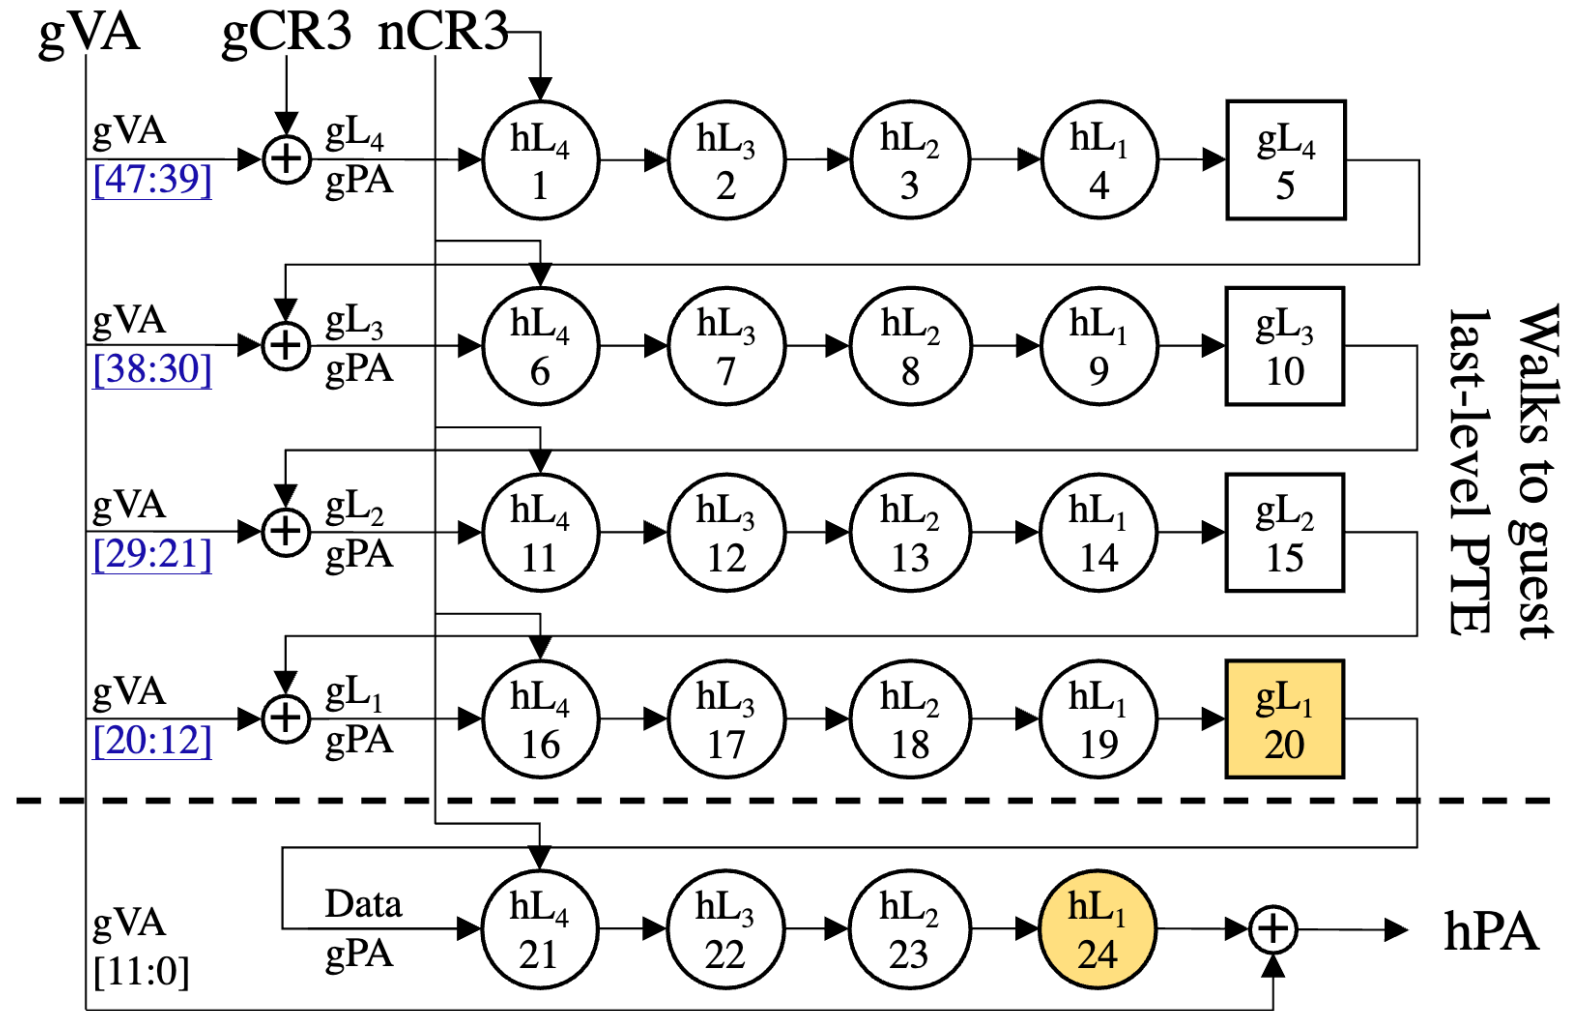 gVA gCR3 nCR3
gVA
[47:39]
gL4
gPA
hL4
1
hL3
2
hL2
3
hL1
4
gL4
5
gVA
[38:30]
gL3
gPA
hL4
6
hL3
7
hL2
8
hL1
9
gL3
10
gVA
[29:21]
gL2
gPA
hL4
11
hL3
12
hL2
13
hL1
14
gL2
15
gVA
[20:12]
gL1
gPA
hL4
16
hL3
17
hL2
18
hL1
19
gL1
20
Walks to guest
last-level PTE
gVA
[11:0]
Data
gPA
hL4
21
hL3
22
hL2
23
hL1
24
hPA